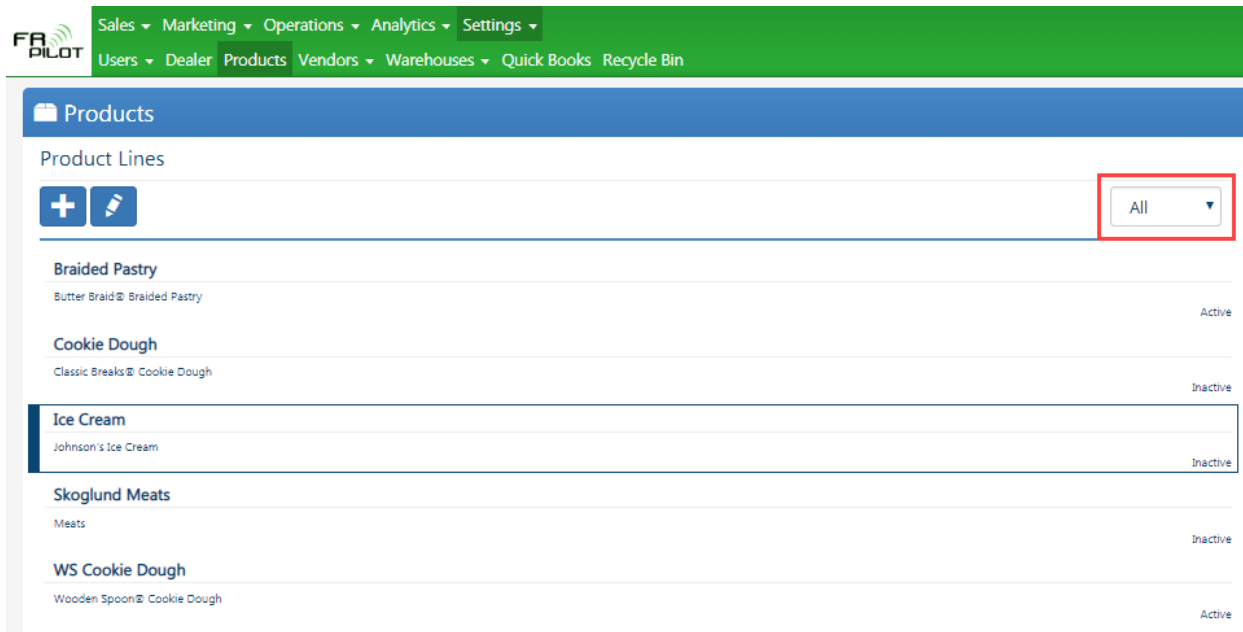 FR PILOT
Sales Marketing Operations Analytics Settings
Users Dealer Products Vendors Warehouses Quick Books Recycle Bin
Products
Product Lines
All
Braided Pastry
Butter Braid® Braided Pastry
Active
Cookie Dough
Classic Breaks® Cookie Dough
Inactive
Ice Cream
Johnson's Ice Cream
Inactive
Skoglund Meats
Meats
Inactive
WS Cookie Dough
Wooden Spoon® Cookie Dough
Active